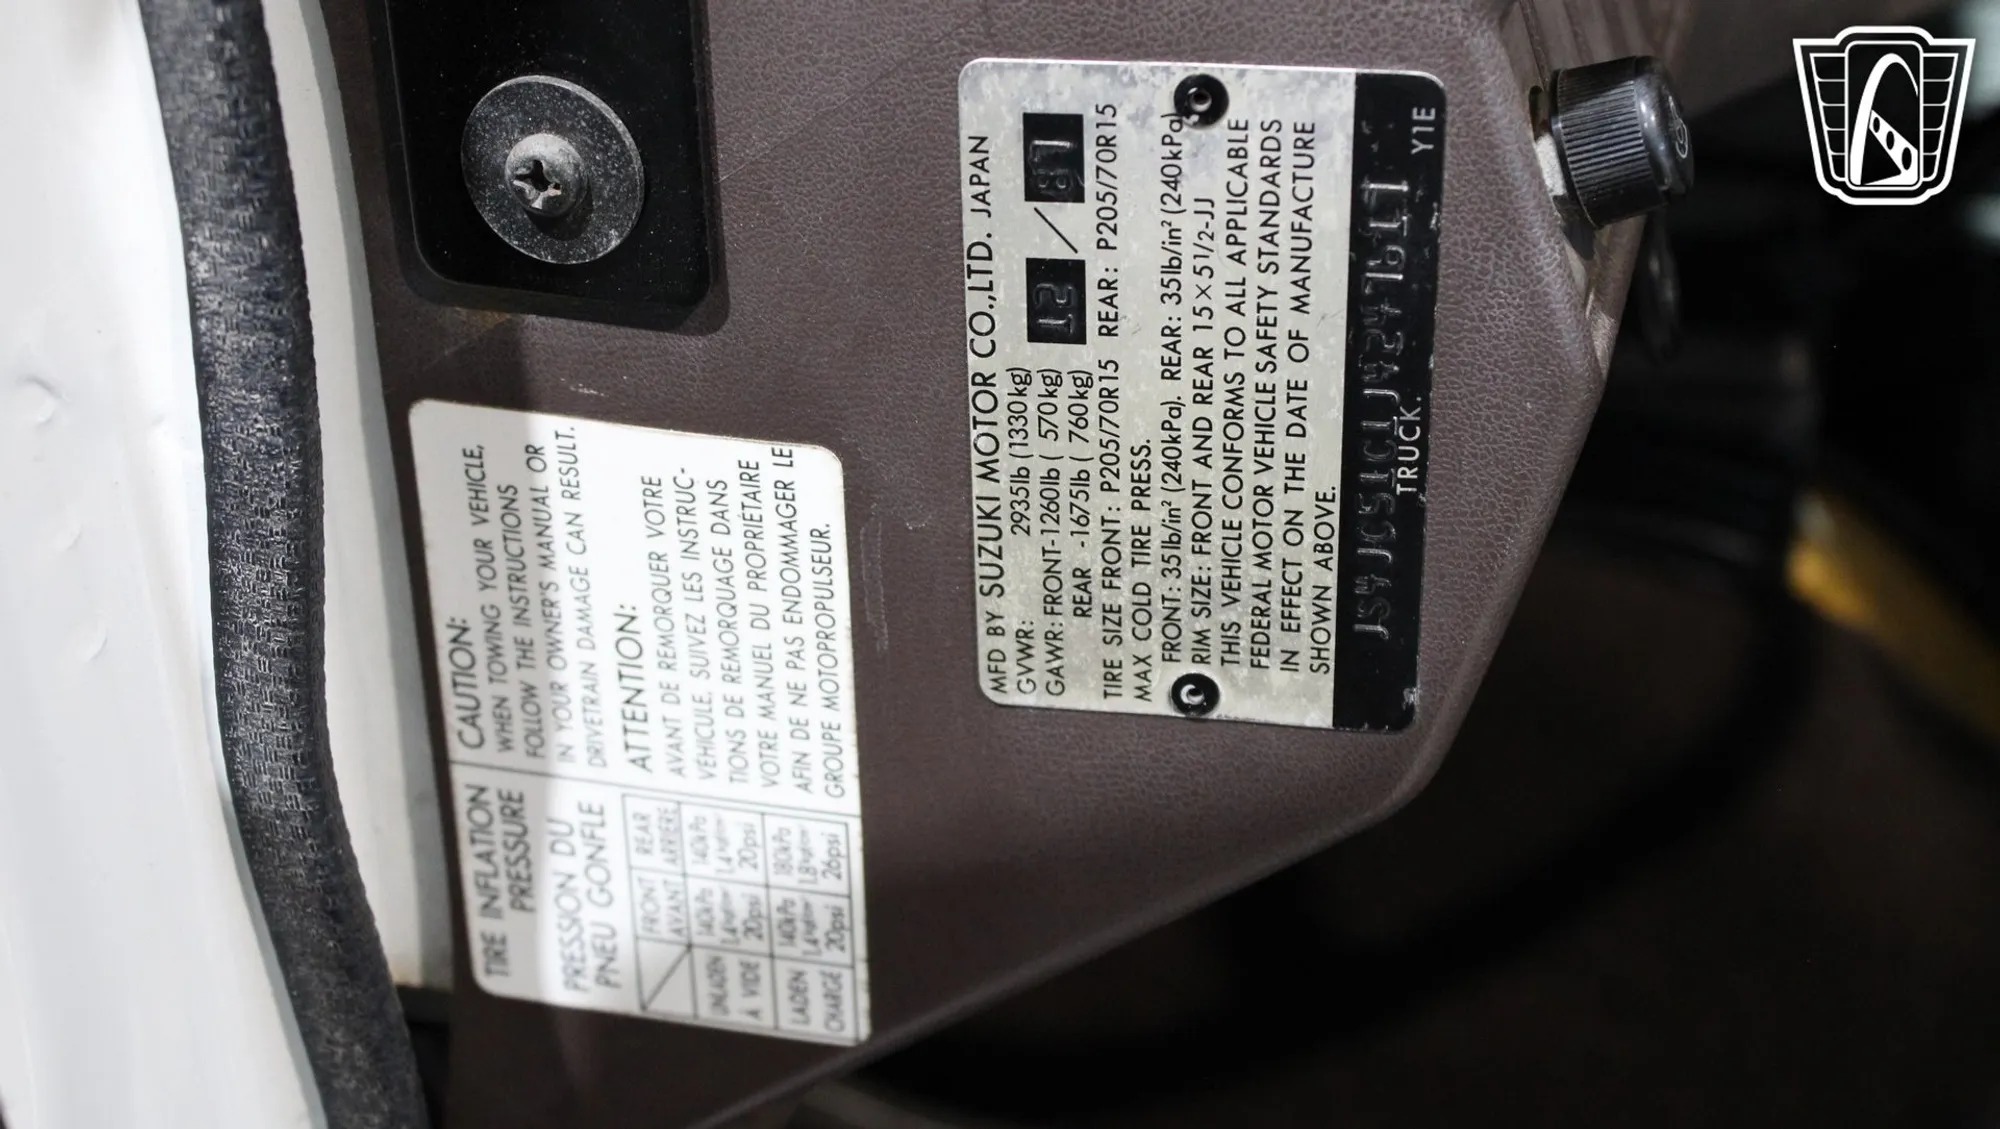 TIRE INFLATION
PRESSURE
PRESSION DU
PNEU GONFLE
FRONT AVANT REAR ARRIÈRE
UNLADEN À VIDE 140kPa 20psi 140kPa 20psi
LADEN CHARGÉ 140kPa 20psi 180kPa 26psi
CAUTION:
WHEN TOWING YOUR VEHICLE,
FOLLOW THE INSTRUCTIONS
IN YOUR OWNER'S MANUAL OR
DRIVETRAIN DAMAGE CAN RESULT.
ATTENTION:
AVANT DE REMORQUER VOTRE
VEHICULE, SUIVEZ LES INSTRUC-
TIONS DE REMORQUAGE DANS
VOTRE MANUEL DU PROPRIÉTAIRE
AFIN DE NE PAS ENDOMMAGER LE
GROUPE MOTOPROPULSEUR.
MFD BY SUZUKI MOTOR CO.,LTD. JAPAN
GVWR: 2935lb (1330kg) 12 / 87
GAWR: FRONT-1260lb ( 570kg)
REAR -1675lb ( 760kg)
TIRE SIZE FRONT: P205/70R15 REAR: P205/70R15
MAX COLD TIRE PRESS.
FRONT: 35lb/in² (240kPa). REAR: 35lb/in² (240kPa)
RIM SIZE: FRONT AND REAR 15×5 1/2-JJ
THIS VEHICLE CONFORMS TO ALL APPLICABLE
FEDERAL MOTOR VEHICLE SAFETY STANDARDS
IN EFFECT ON THE DATE OF MANUFACTURE
SHOWN ABOVE.
JS4JC51C1J4247617
TRUCK. Y1E